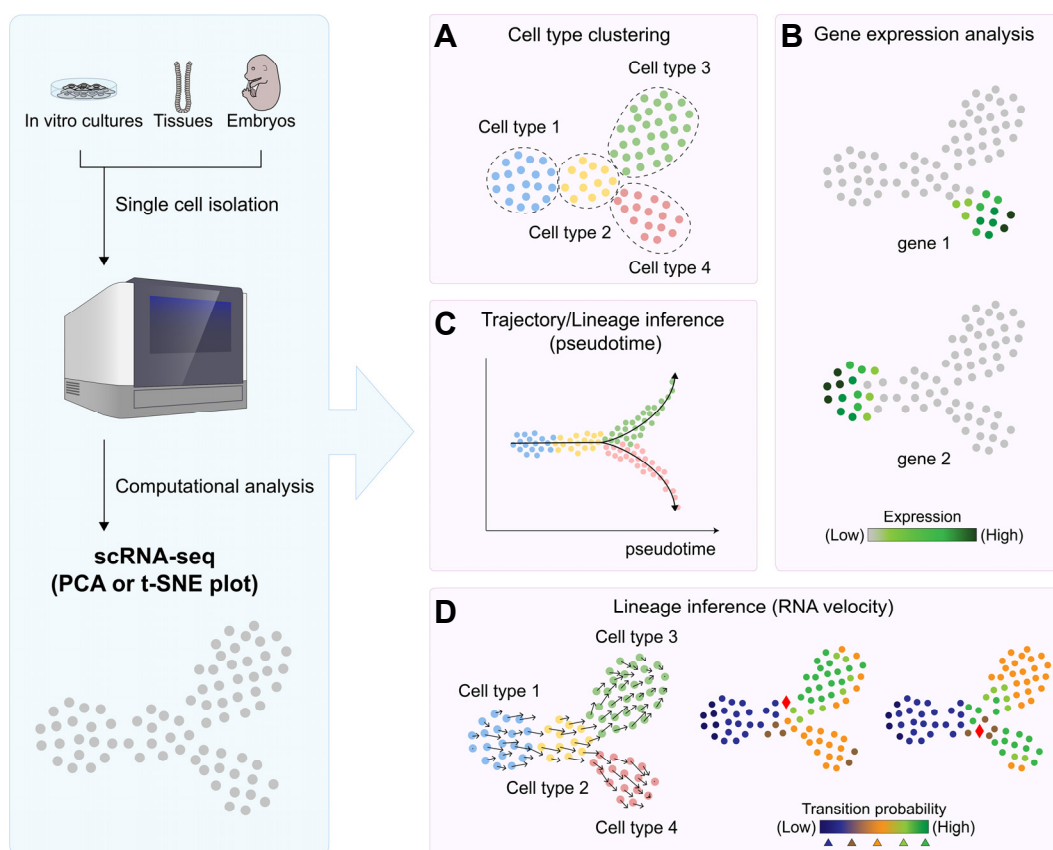 In vitro cultures Tissues Embryos
Single cell isolation
Computational analysis
scRNA-seq
(PCA or t-SNE plot)
A Cell type clustering
Cell type 3
Cell type 1
Cell type 2
Cell type 4
B Gene expression analysis
gene 1
gene 2
Expression
(Low) (High)
C Trajectory/Lineage inference
(pseudotime)
pseudotime
D Lineage inference (RNA velocity)
Cell type 3
Cell type 1
Cell type 2
Cell type 4
Transition probability
(Low) (High)